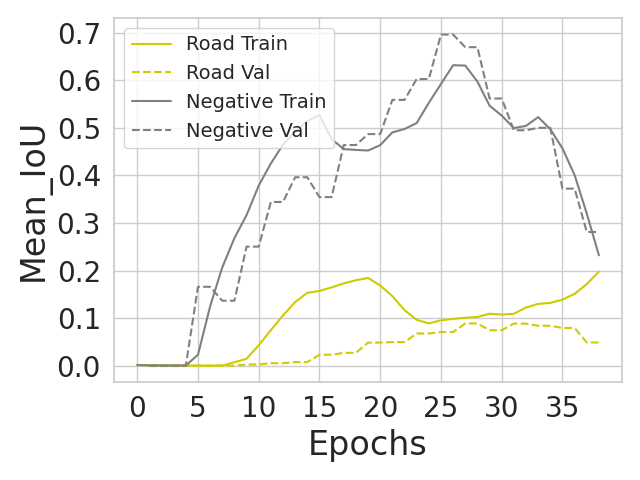 Mean_IoU
0.7
0.6
0.5
0.4
0.3
0.2
0.1
0.0
Road Train
Road Val
Negative Train
Negative Val
0 5 10 15 20 25 30 35
Epochs